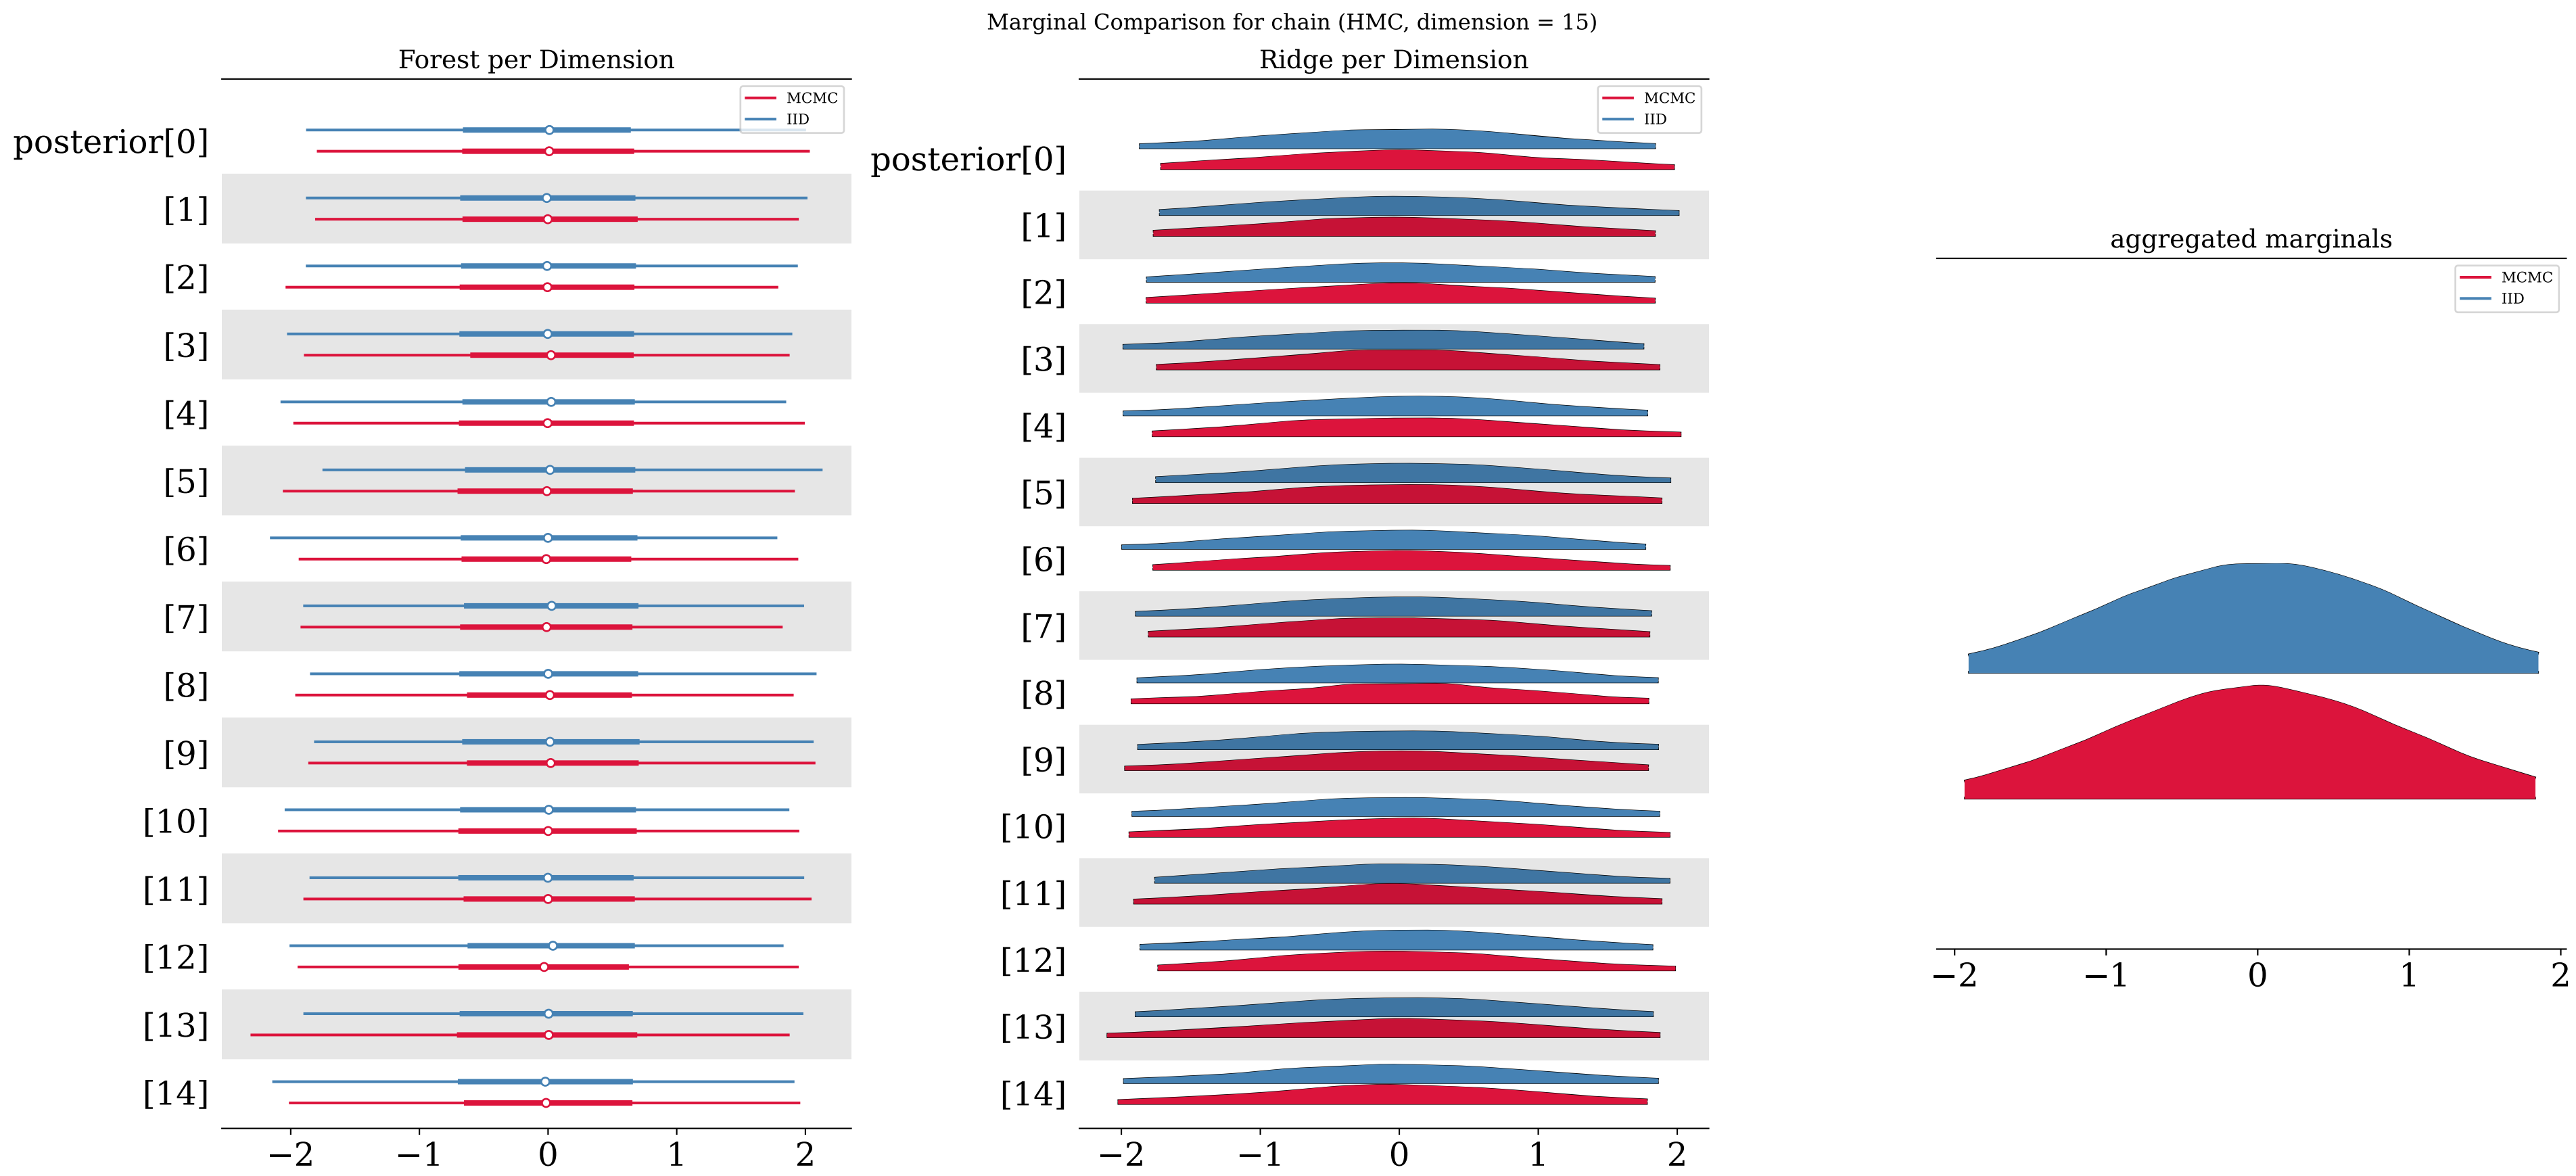 Marginal Comparison for chain (HMC, dimension = 15)
Forest per Dimension
MCMC
IID
posterior[0]
[1]
[2]
[3]
[4]
[5]
[6]
[7]
[8]
[9]
[10]
[11]
[12]
[13]
[14]
−2 −1 0 1 2
Ridge per Dimension
MCMC
IID
posterior[0]
[1]
[2]
[3]
[4]
[5]
[6]
[7]
[8]
[9]
[10]
[11]
[12]
[13]
[14]
−2 −1 0 1 2
aggregated marginals
MCMC
IID
−2 −1 0 1 2